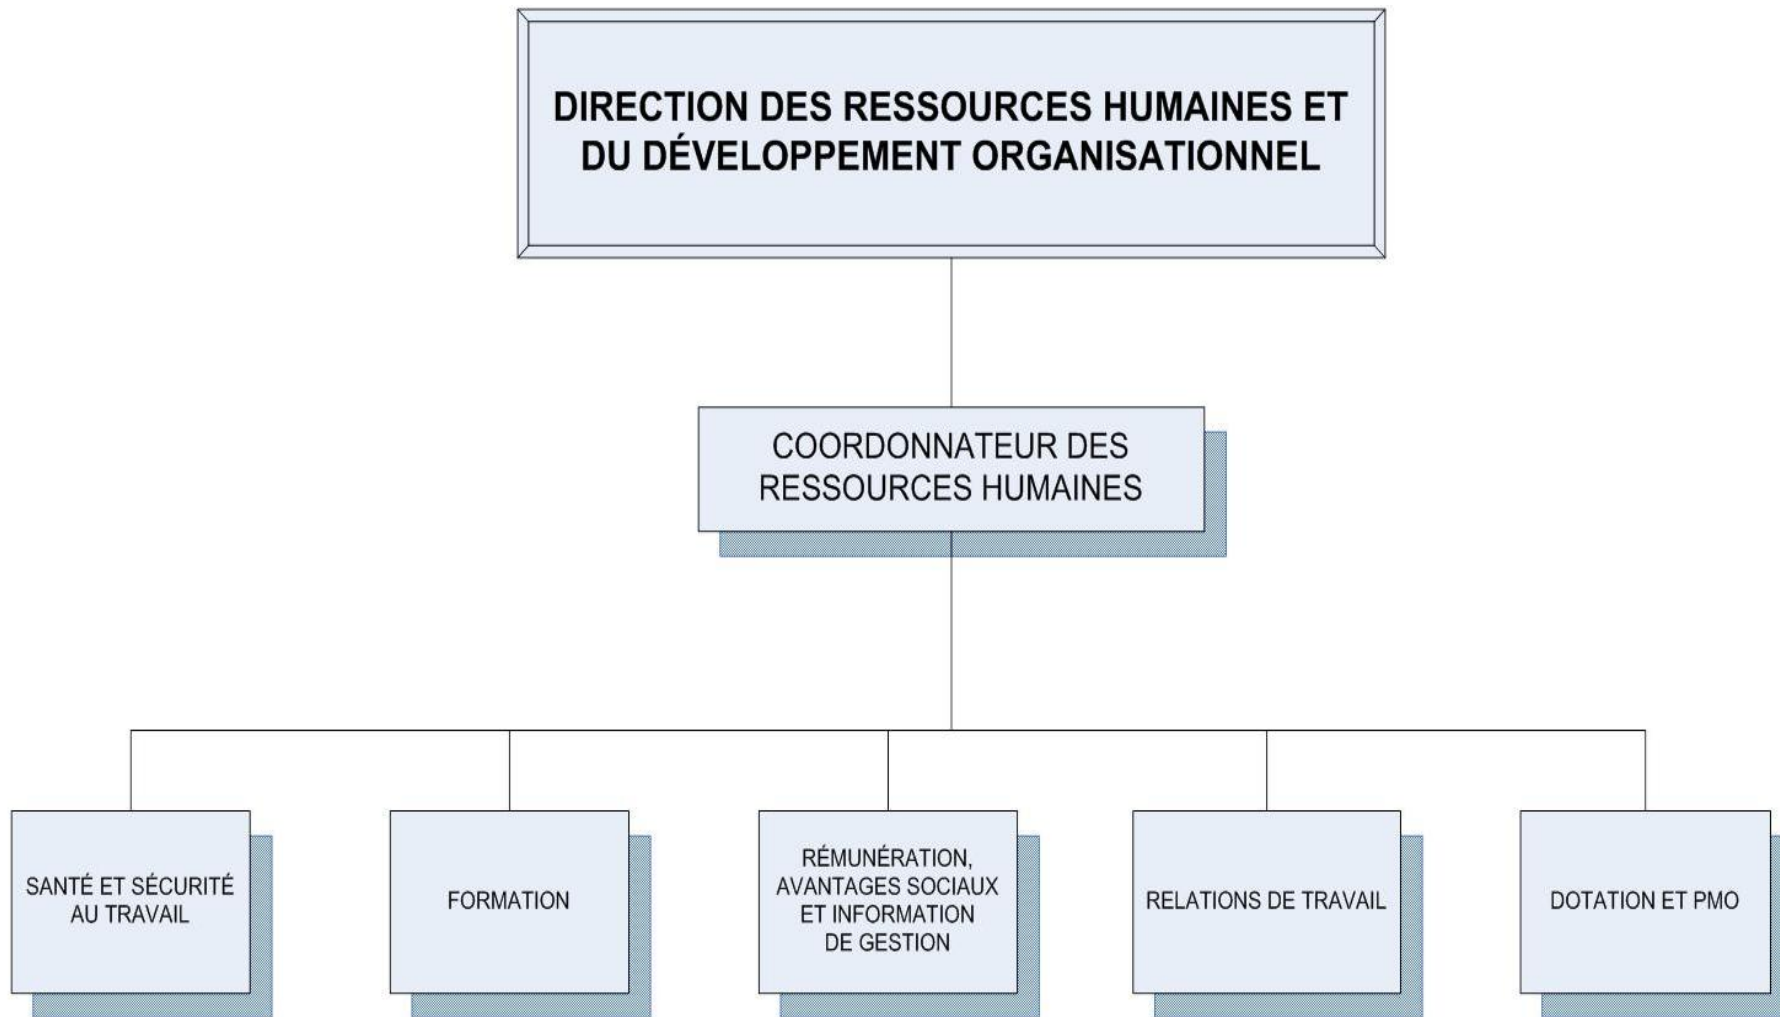 DIRECTION DES RESSOURCES HUMAINES ET
DU DÉVELOPPEMENT ORGANISATIONNEL
COORDONNATEUR DES
RESSOURCES HUMAINES
SANTÉ ET SÉCURITÉ
AU TRAVAIL
FORMATION
RÉMUNÉRATION,
AVANTAGES SOCIAUX
ET INFORMATION
DE GESTION
RELATIONS DE TRAVAIL
DOTATION ET PMO